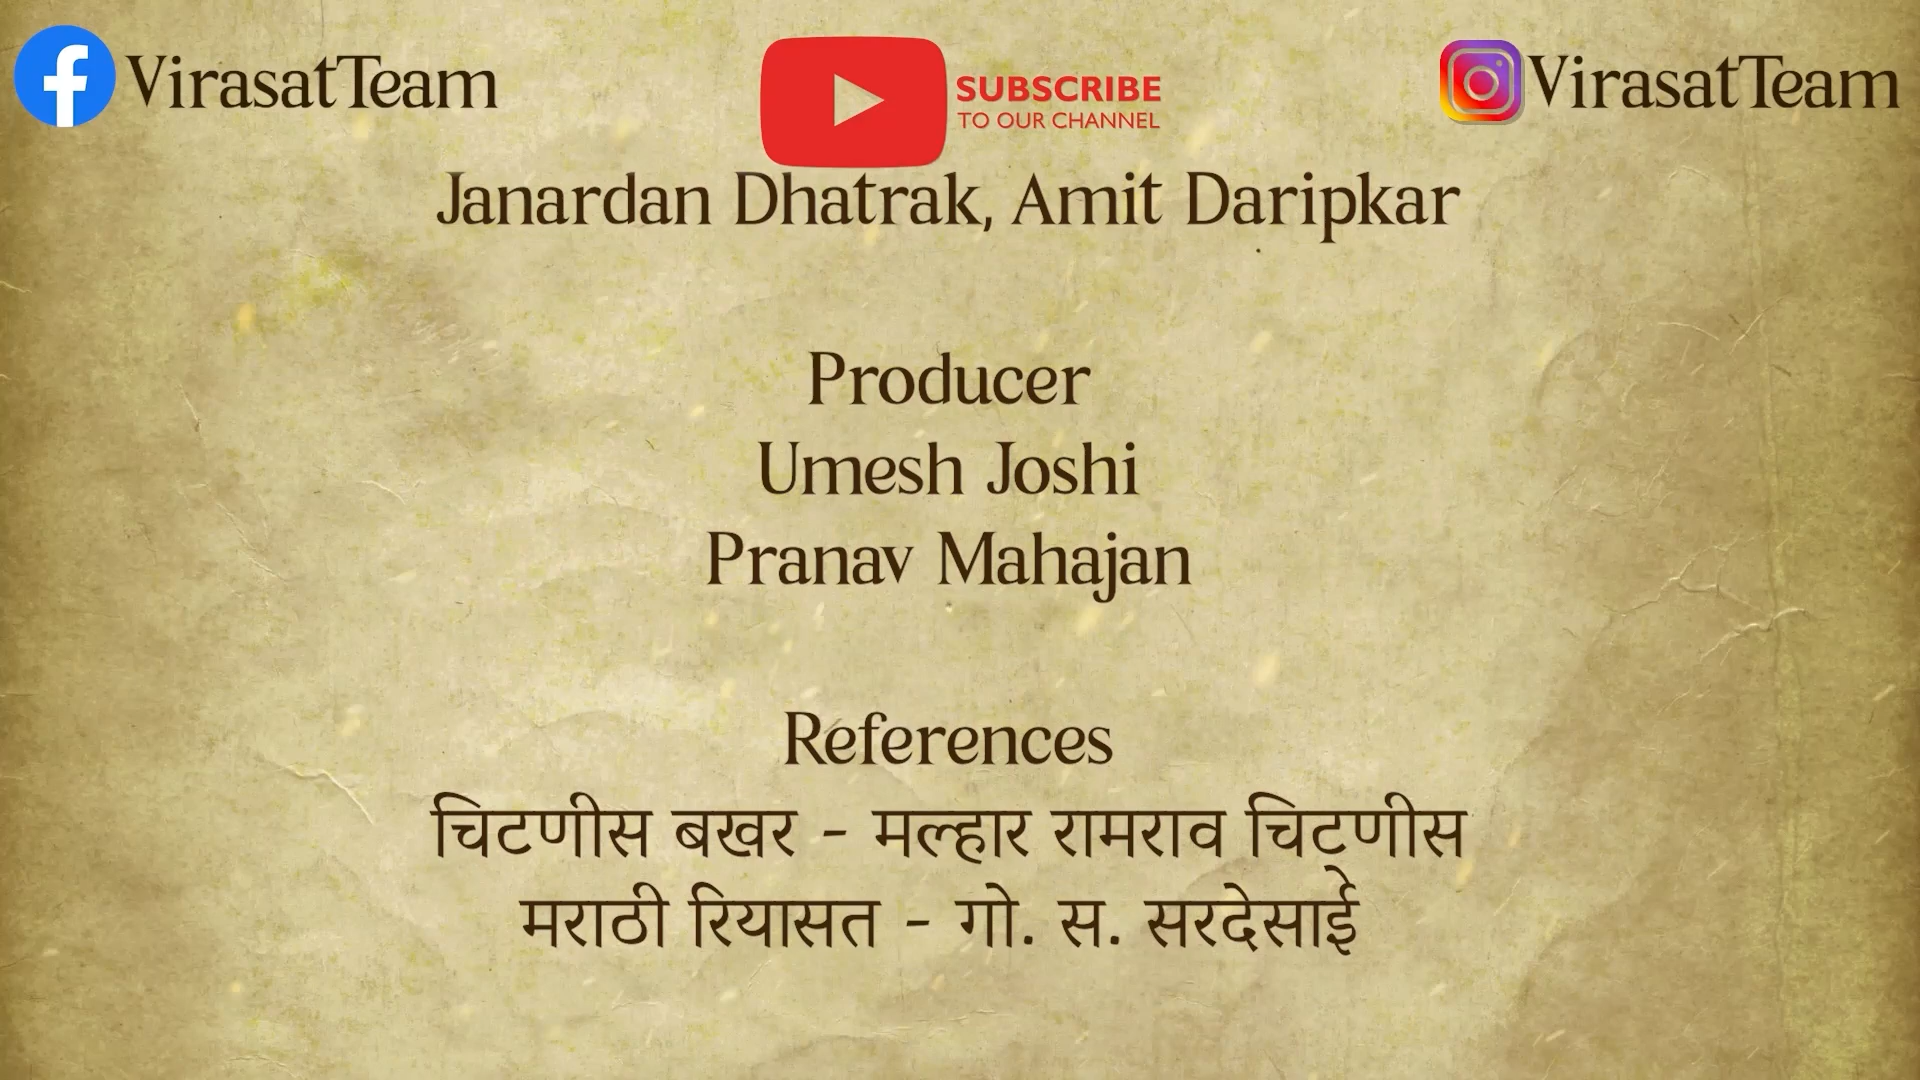 VirasatTeam
SUBSCRIBE
TO OUR CHANNEL
VirasatTeam
Janardan Dhatrak, Amit Daripkar
Producer
Umesh Joshi
Pranav Mahajan
References
चिटणीस बखर - मल्हार रामराव चिटणीस
मराठी रियासत - गो. स. सरदेसाई